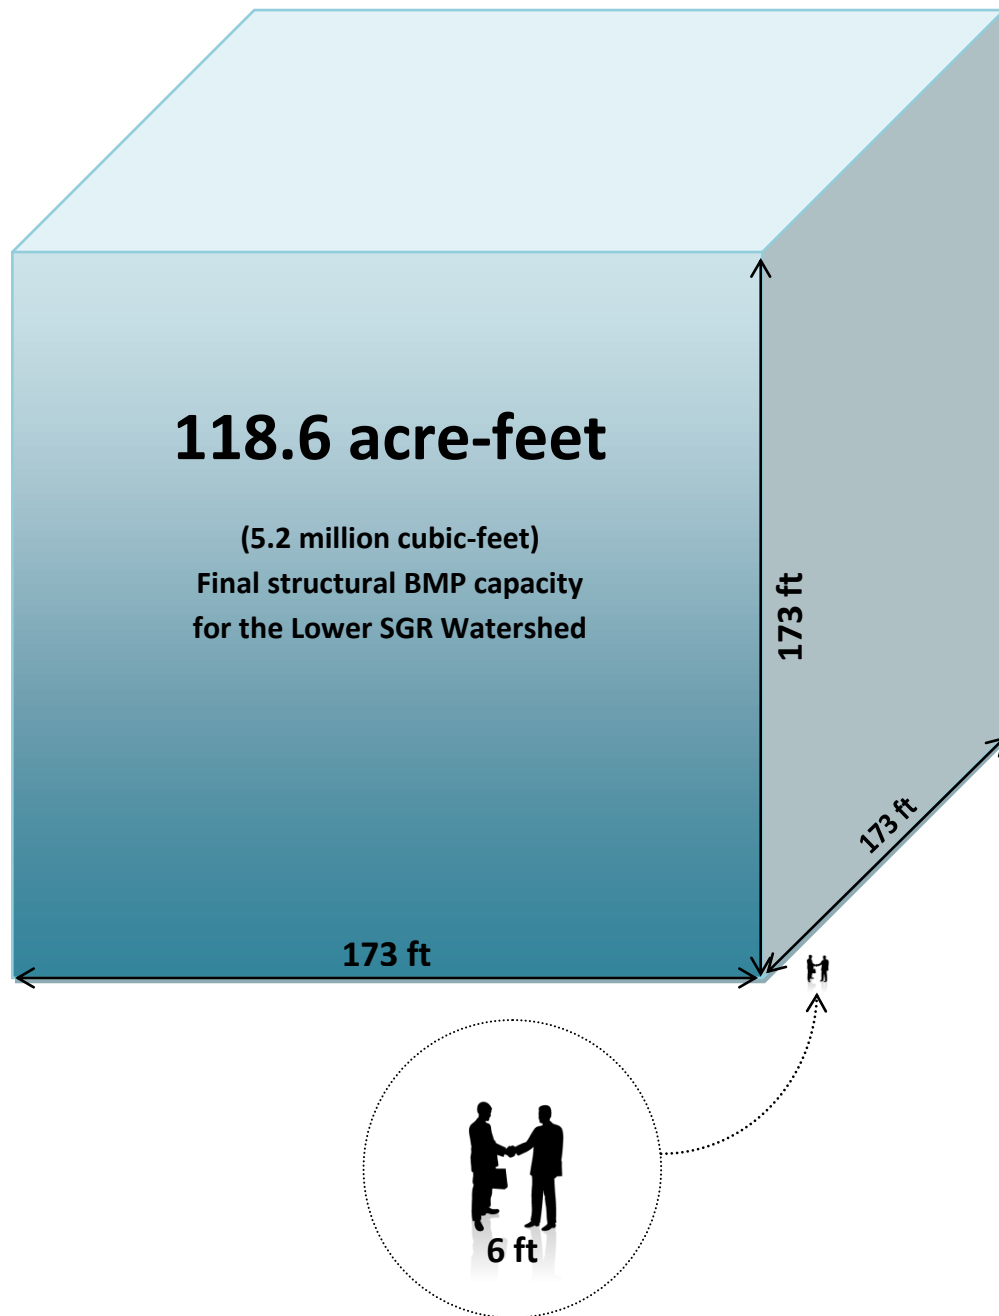 118.6 acre-feet
(5.2 million cubic-feet)
Final structural BMP capacity
for the Lower SGR Watershed
173 ft
173 ft
173 ft
6 ft